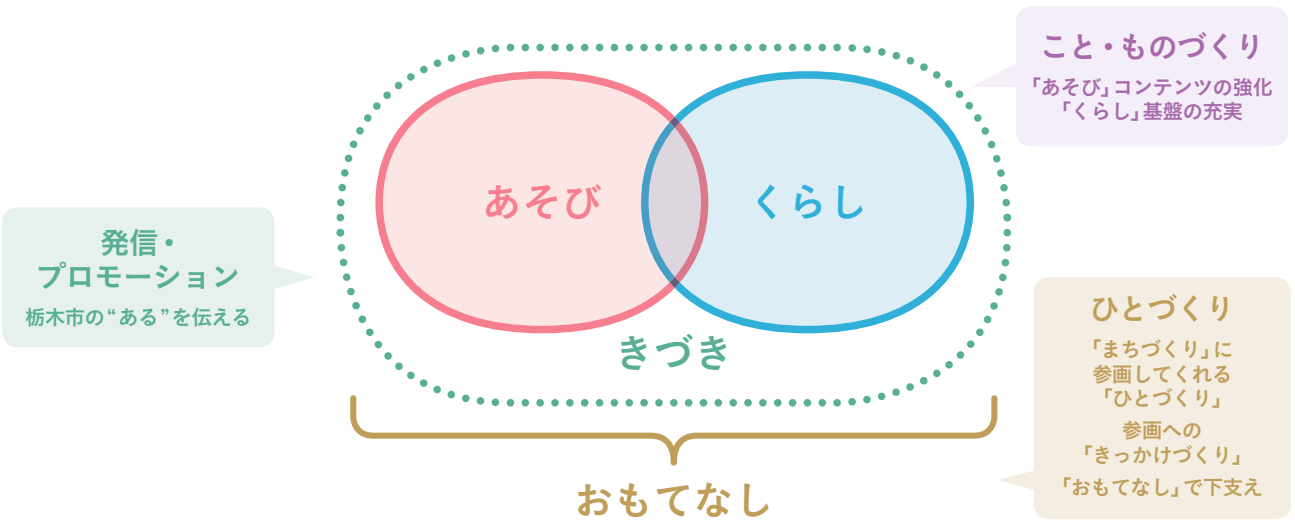 こと・ものづくり
「あそび」コンテンツの強化
「くらし」基盤の充実
あそび
くらし
発信・
プロモーション
栃木市の“ある”を伝える
きづき
ひとづくり
「まちづくり」に
参画してくれる
「ひとづくり」
参画への
「きっかけづくり」
「おもてなし」で下支え
おもてなし